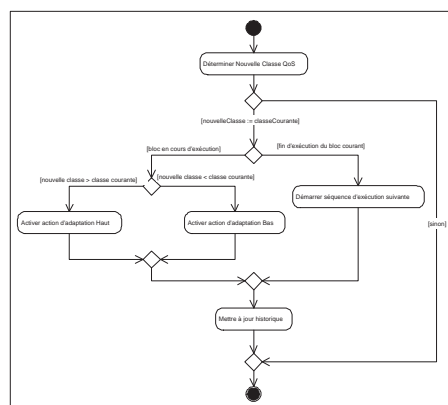 Déterminer Nouvelle Classe QoS
[nouvelleClasse := classeCourante]
[bloc en cours d'exécution]
[fin d'exécution du bloc courant]
[nouvelle classe > classe courante]
[nouvelle classe < classe courante]
Démarrer séquence d'exécution suivante
Activer action d'adaptation Haut
Activer action d'adaptation Bas
[sinon]
Mettre à jour historique